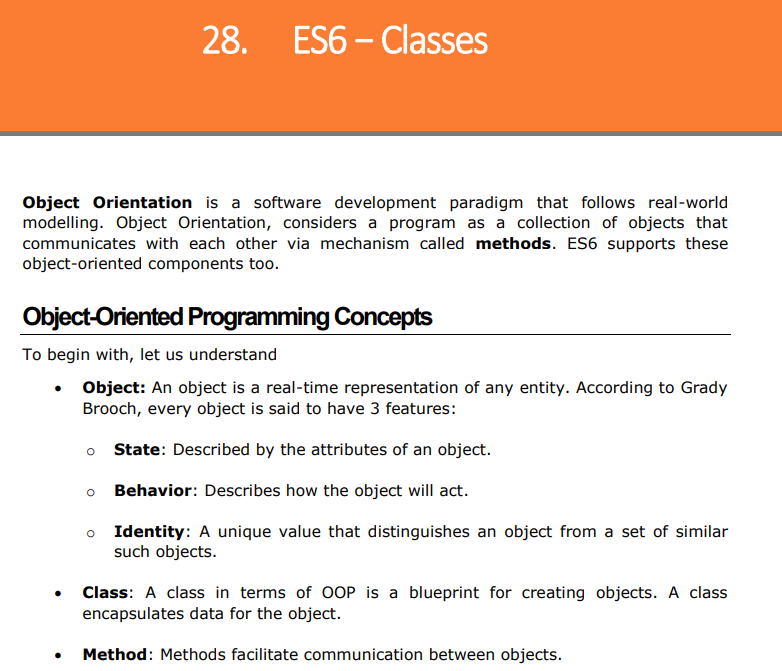 28. ES6 – Classes
Object Orientation is a software development paradigm that follows real-world
modelling. Object Orientation, considers a program as a collection of objects that
communicates with each other via mechanism called methods. ES6 supports these
object-oriented components too.
Object-Oriented Programming Concepts
To begin with, let us understand
• Object: An object is a real-time representation of any entity. According to Grady
Brooch, every object is said to have 3 features:
o State: Described by the attributes of an object.
o Behavior: Describes how the object will act.
o Identity: A unique value that distinguishes an object from a set of similar
such objects.
• Class: A class in terms of OOP is a blueprint for creating objects. A class
encapsulates data for the object.
• Method: Methods facilitate communication between objects.